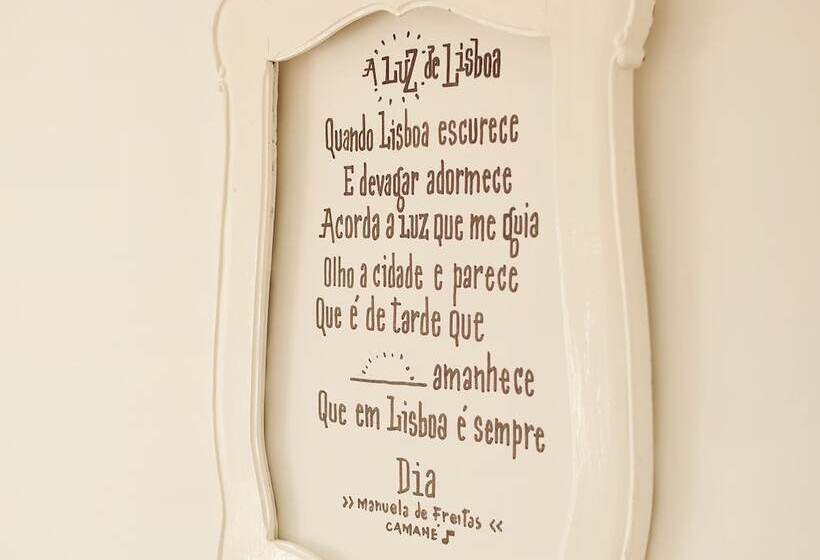 A LUZ de Lisboa
Quando Lisboa escurece
E devagar adormece
Acorda a LUZ que me guia
Olho a cidade e parece
Que é de tarde que
amanhece
Que em Lisboa é sempre
Dia
>> Manuela de Freitas <<
CAMANÉ